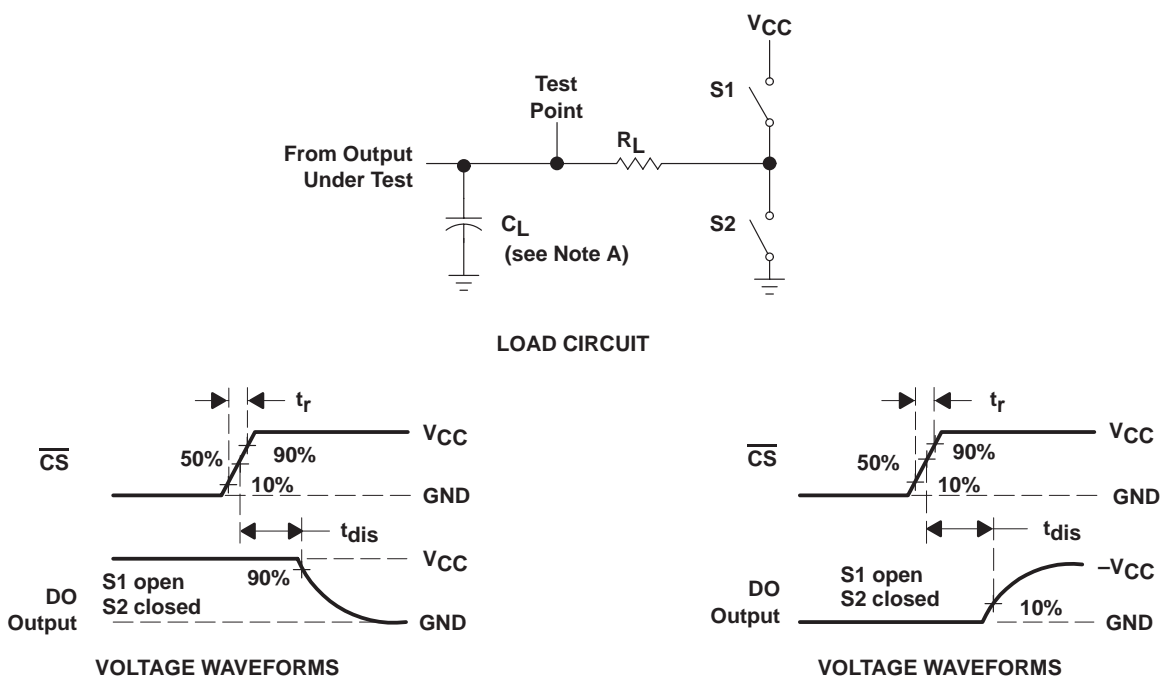 VCC
S1
Test
Point
RL
From Output
Under Test
CL
(see Note A)
S2
LOAD CIRCUIT
tr
CS
VCC
50%
90%
10%
GND
tdis
VCC
90%
S1 open
S2 closed
DO
Output
GND
VOLTAGE WAVEFORMS
tr
CS
VCC
50%
90%
10%
GND
tdis
–VCC
S1 open
S2 closed
DO
Output
10%
GND
VOLTAGE WAVEFORMS